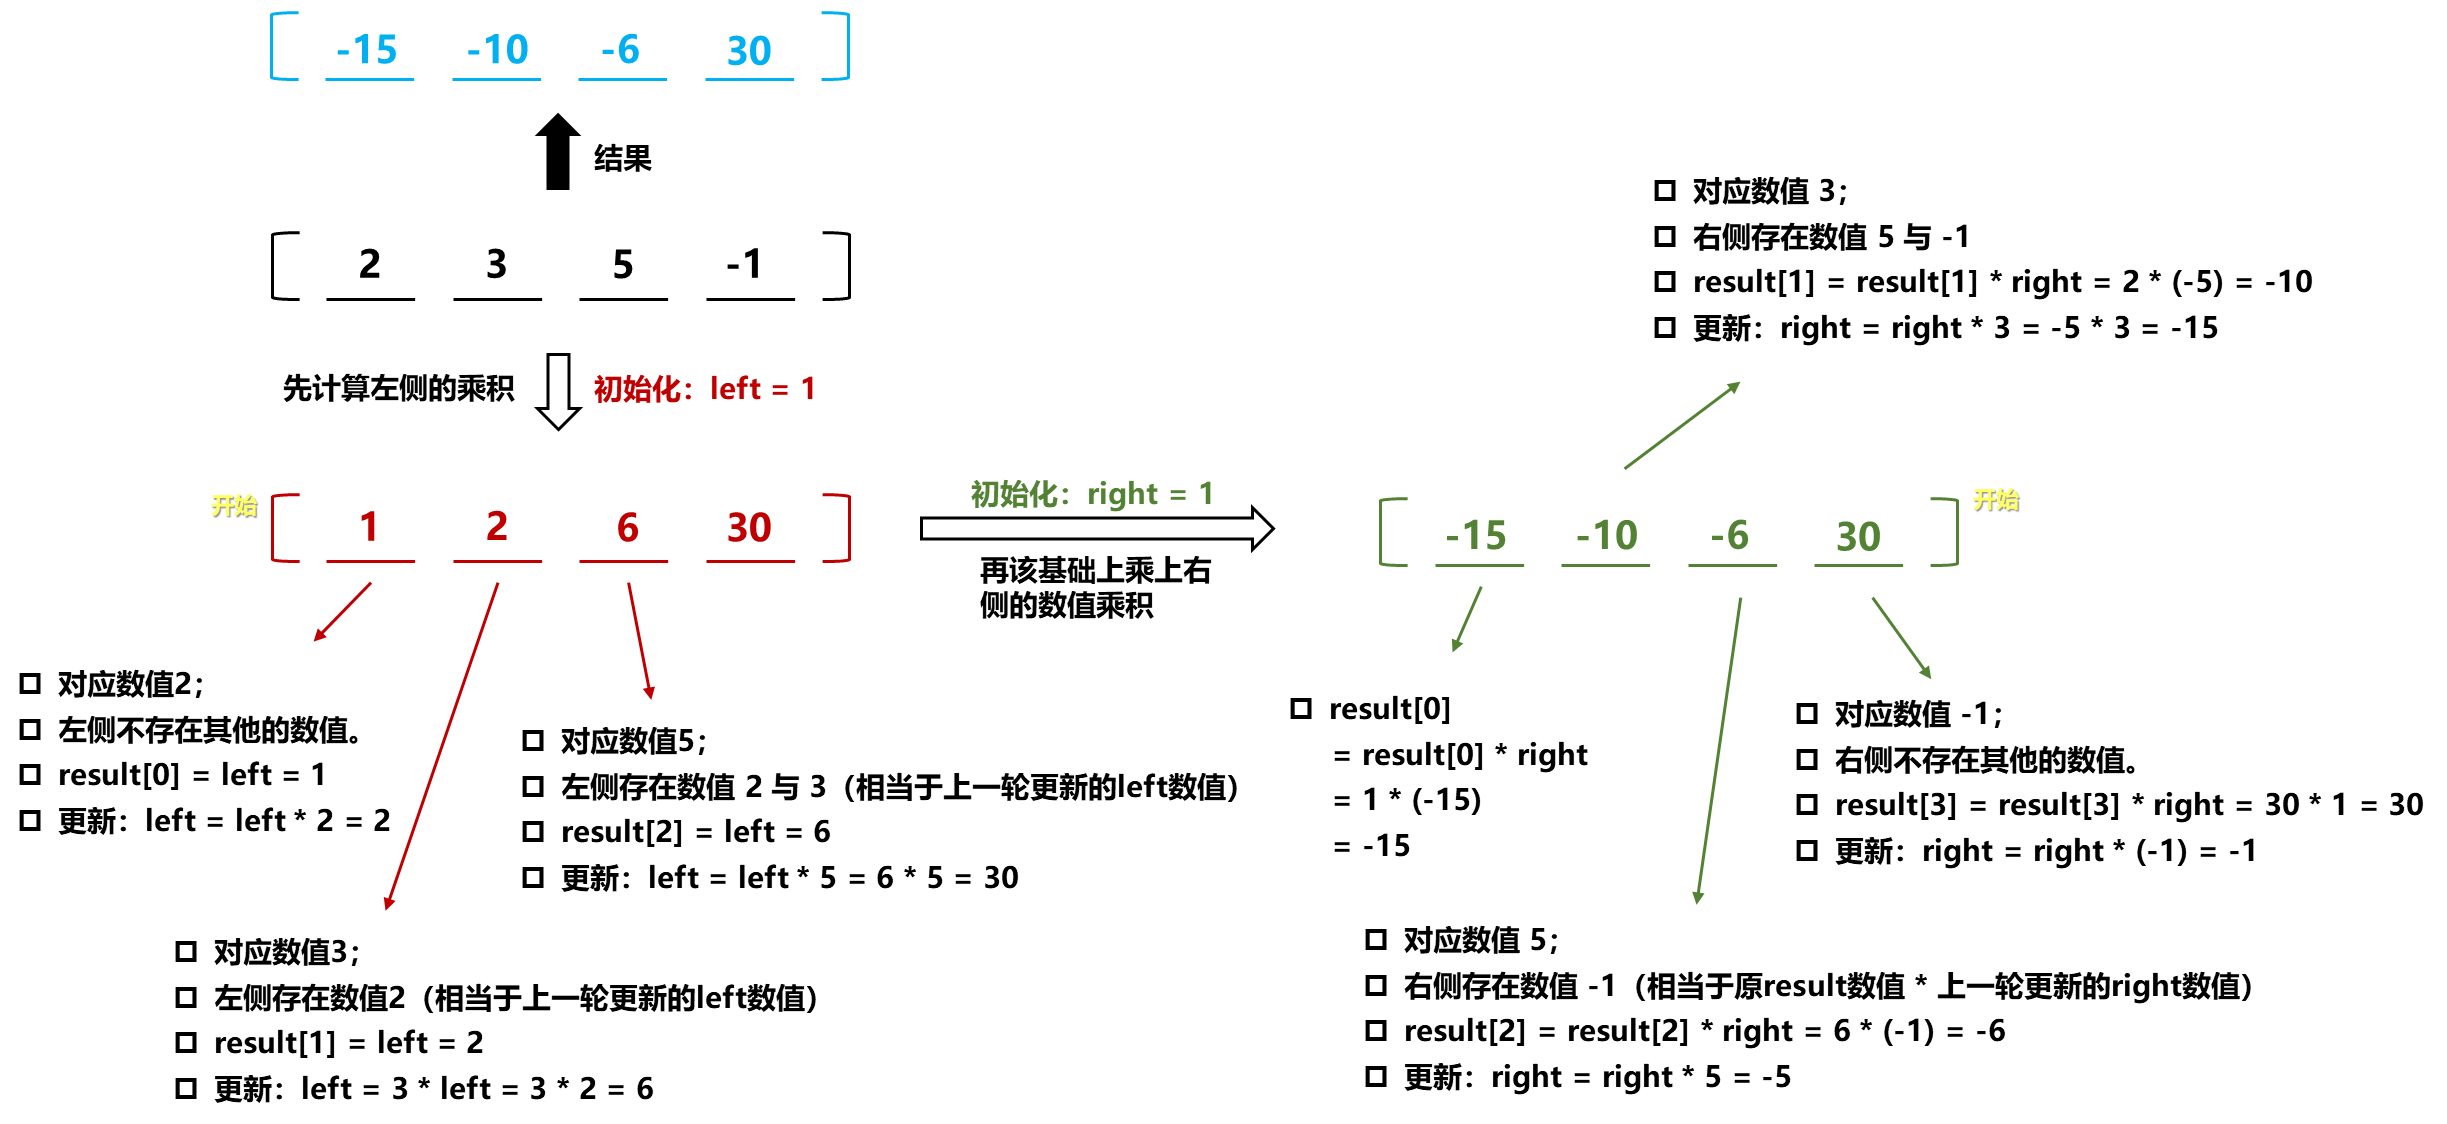 -15 -10 -6 30
结果
2 3 5 -1
先计算左侧的乘积
初始化：left = 1
开始
1 2 6 30
对应数值2；
左侧不存在其他的数值。
result[0] = left = 1
更新：left = left * 2 = 2
对应数值5；
左侧存在数值 2 与 3（相当于上一轮更新的left数值）
result[2] = left = 6
更新：left = left * 5 = 6 * 5 = 30
对应数值3；
左侧存在数值2（相当于上一轮更新的left数值）
result[1] = left = 2
更新：left = 3 * left = 3 * 2 = 6
初始化：right = 1
再该基础上乘上右
侧的数值乘积
对应数值 3；
右侧存在数值 5 与 -1
result[1] = result[1] * right = 2 * (-5) = -10
更新：right = right * 3 = -5 * 3 = -15
开始
-15 -10 -6 30
result[0]
= result[0] * right
= 1 * (-15)
= -15
对应数值 -1；
右侧不存在其他的数值。
result[3] = result[3] * right = 30 * 1 = 30
更新：right = right * (-1) = -1
对应数值 5；
右侧存在数值 -1（相当于原result数值 * 上一轮更新的right数值）
result[2] = result[2] * right = 6 * (-1) = -6
更新：right = right * 5 = -5